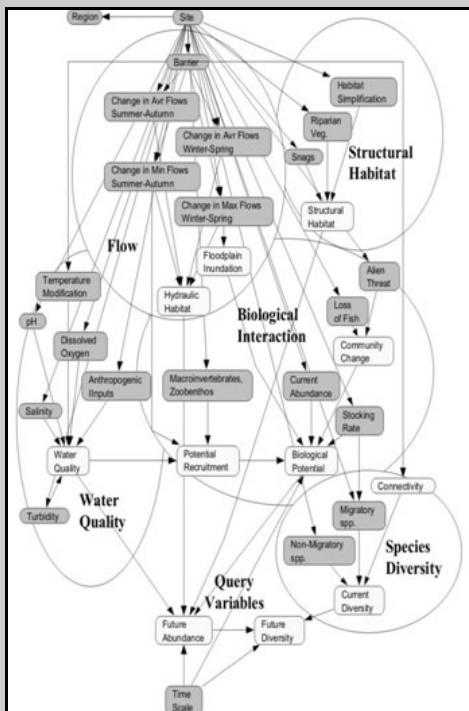 Region
Site
Barrier
Habitat
Simplification
Change in Avr Flows
Summer-Autumn
Riparian
Veg.
Change in Avr Flows
Winter-Spring
Structural
Habitat
Snags
Change in Min Flows
Summer-Autumn
Change in Max Flows
Winter-Spring
Structural
Habitat
Flow
Floodplain
Inundation
Alien
Threat
Temperature
Modification
Hydraulic
Habitat
Biological
Interaction
Loss
of Fish
pH
Dissolved
Oxygen
Community
Change
Anthropogenic
IInputs
Macroinvertebrates,
Zoobenthos
Current
Abundance
Salinity
Stocking
Rate
Water
Quality
Potential
Recruitment
Biological
Potential
Connectivity
Water
Quality
Turbidity
Migratory
spp.
Non-Migratory
spp.
Species
Diversity
Query
Variables
Current
Diversity
Future
Abundance
Future
Diversity
Time
Scale